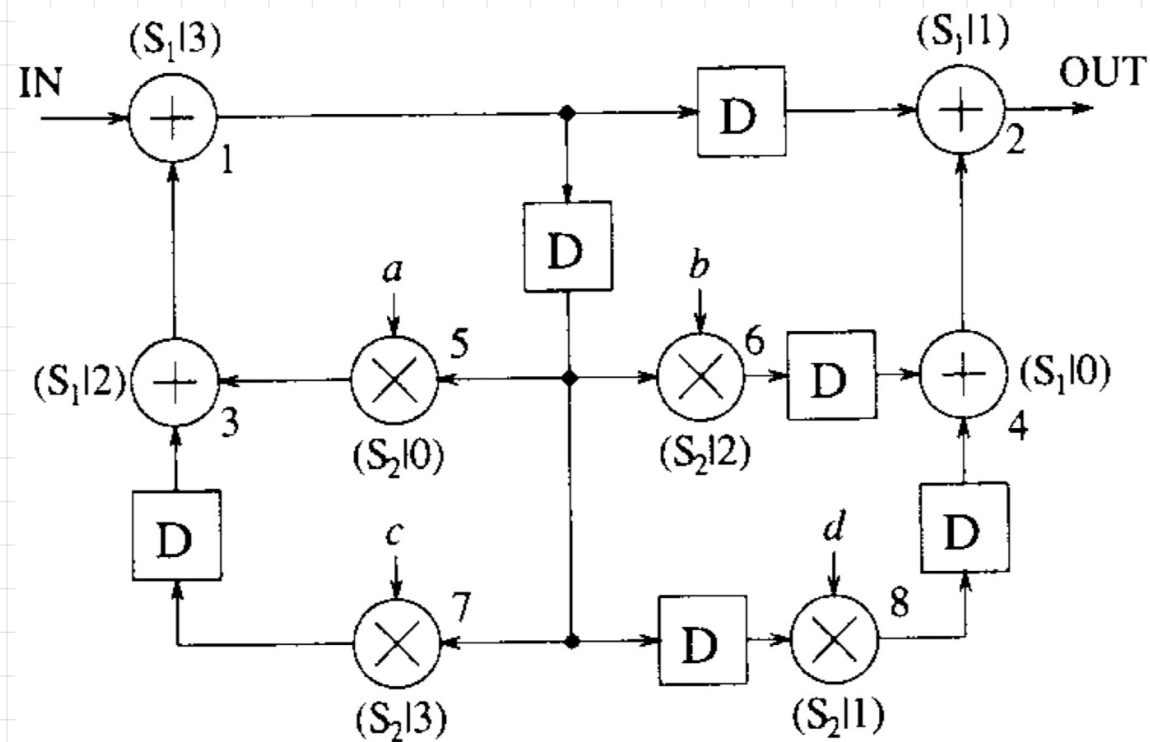 (S₁|3)
(S₁|1)
IN
OUT
+
D
+
1
2
D
a
b
5
6
(S₁|2)
+
×
×
D
+
(S₁|0)
3
4
(S₂|0)
(S₂|2)
D
c
d
D
7
8
×
D
×
(S₂|3)
(S₂|1)